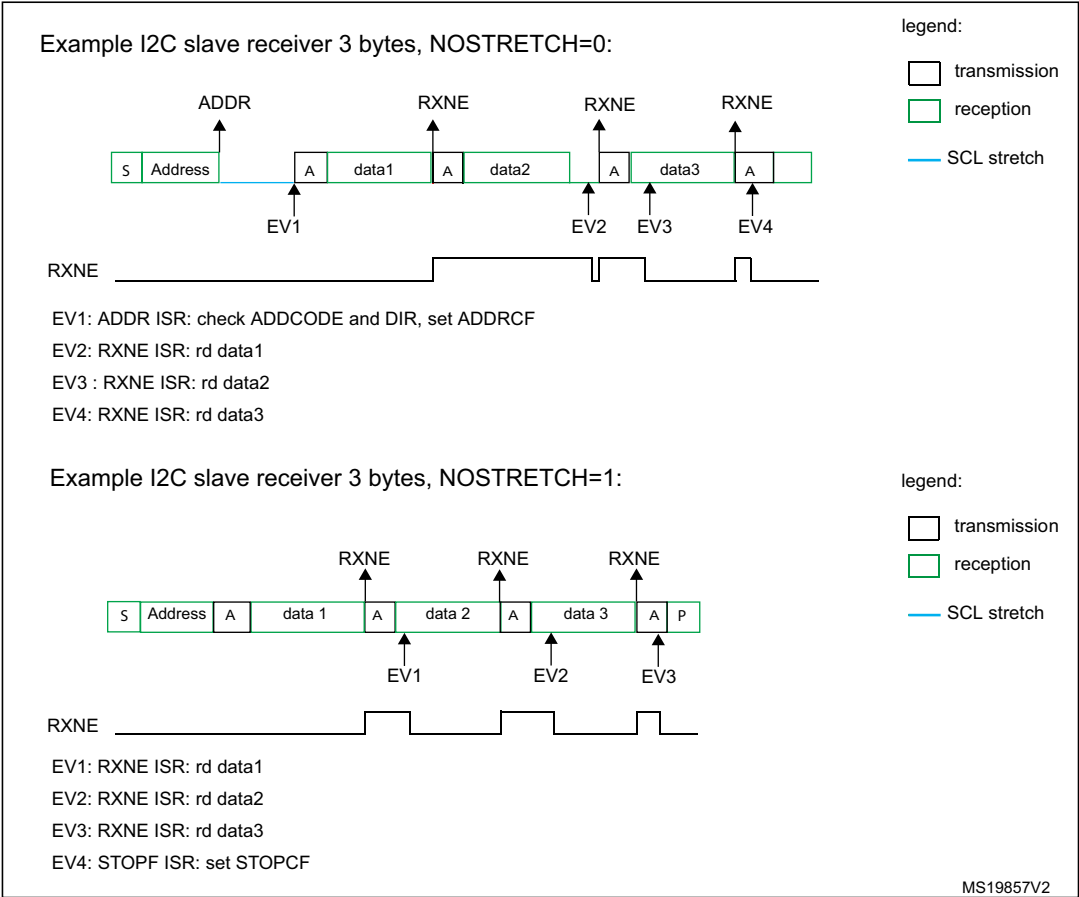 Example I2C slave receiver 3 bytes, NOSTRETCH=0:
legend:
transmission
reception
SCL stretch
ADDR RXNE RXNE RXNE
S Address A data1 A data2 A data3 A
EV1 EV2 EV3 EV4
RXNE
EV1: ADDR ISR: check ADDCODE and DIR, set ADDRCF
EV2: RXNE ISR: rd data1
EV3 : RXNE ISR: rd data2
EV4: RXNE ISR: rd data3
Example I2C slave receiver 3 bytes, NOSTRETCH=1:
legend:
transmission
reception
SCL stretch
RXNE RXNE RXNE
S Address A data 1 A data 2 A data 3 A P
EV1 EV2 EV3
RXNE
EV1: RXNE ISR: rd data1
EV2: RXNE ISR: rd data2
EV3: RXNE ISR: rd data3
EV4: STOPF ISR: set STOPCF
MS19857V2